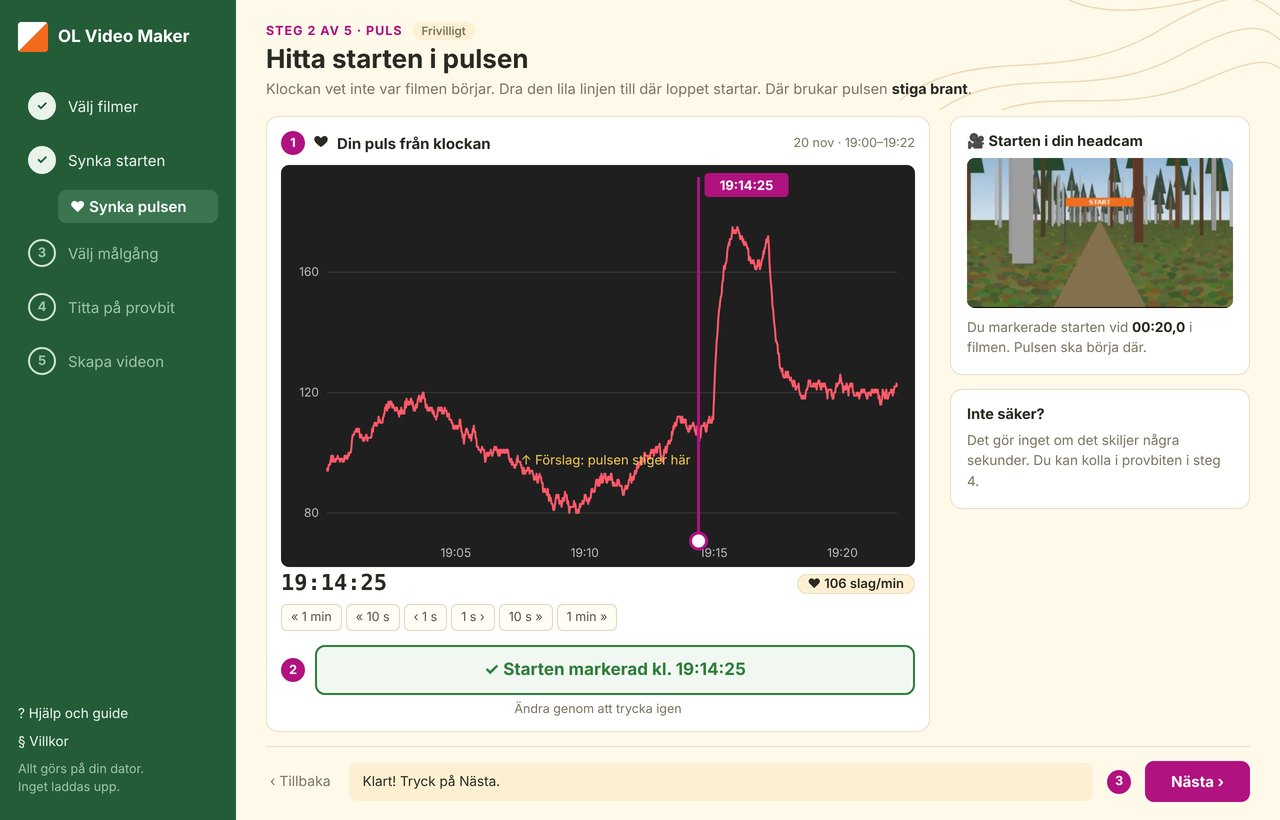 OL Video Maker
✓ Välj filmer
✓ Synka starten
♥ Synka pulsen
3 Välj målgång
4 Titta på provbit
5 Skapa videon
? Hjälp och guide
§ Villkor
Allt görs på din dator.
Inget laddas upp.
STEG 2 AV 5 · PULS Frivilligt
Hitta starten i pulsen
Klockan vet inte var filmen börjar. Dra den lila linjen till där loppet startar. Där brukar pulsen stiga brant.
1 ♥ Din puls från klockan 20 nov · 19:00–19:22
19:14:25
160
120
↑ Förslag: pulsen stiger här
80
19:05 19:10 19:15 19:20
19:14:25 ♥ 106 slag/min
« 1 min « 10 s ‹ 1 s 1 s › 10 s » 1 min »
2 ✓ Starten markerad kl. 19:14:25
Ändra genom att trycka igen
🎥 Starten i din headcam
START
Du markerade starten vid 00:20,0 i
filmen. Pulsen ska börja där.
Inte säker?
Det gör inget om det skiljer några
sekunder. Du kan kolla i provbiten i steg
4.
‹ Tillbaka Klart! Tryck på Nästa. 3 Nästa ›